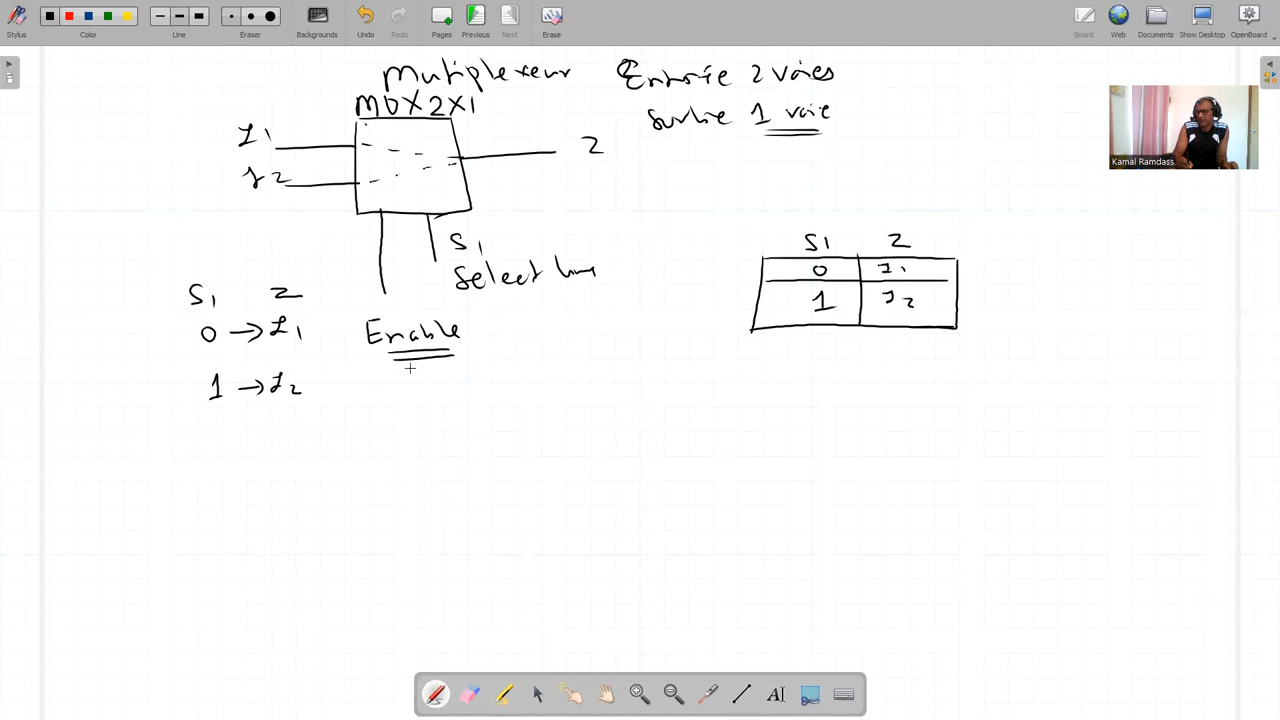 Stylus
Color
Line
Eraser
Backgrounds
Undo
Redo
Pages
Previous
Next
Erase
Board
Web
Documents
Show Desktop
OpenBoard
Mutiplexeur Entrée 2 voies
MUX 2X1 Sortie 1 voie
I1
I2
Z
S1
Select line
Enable
S1 Z
0 → I1
1 → I2
S1 Z
0 I1
1 I2
Kamal Ramdass